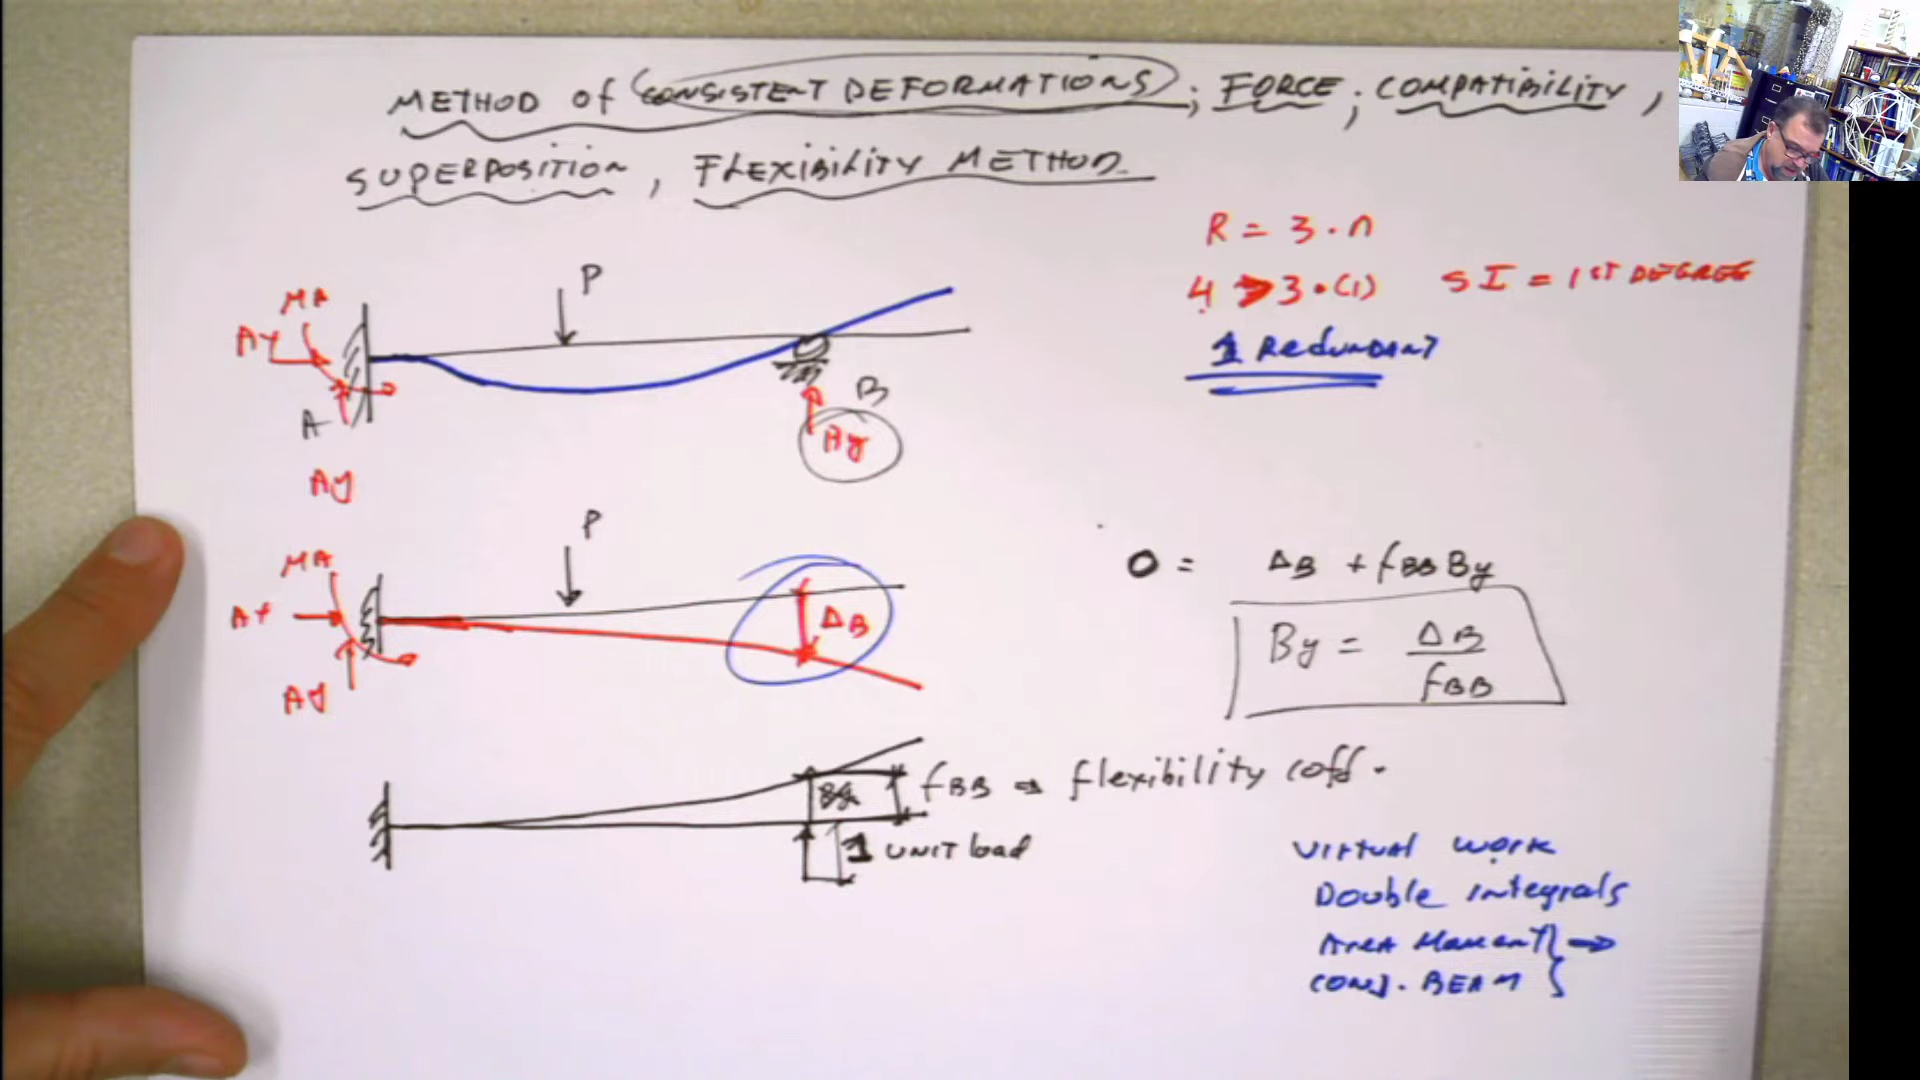 METHOD of CONSISTENT DEFORMATIONS; FORCE; COMPATIBILITY,
SUPERPOSITION, FLEXIBILITY METHOD.
R = 3·n
4 > 3·(1) SI = 1ST DEGREE
1 Redundant
P
MA
Ay
A
B
Ay
Ay
P
MA
Ax
ΔB
Ay
0 = ΔB + fBB By
By = ΔB / fBB
fBB ⇒ flexibility coff.
1 UNIT load
Virtual work
Double integrals
Area Moment
CONJ. BEAM